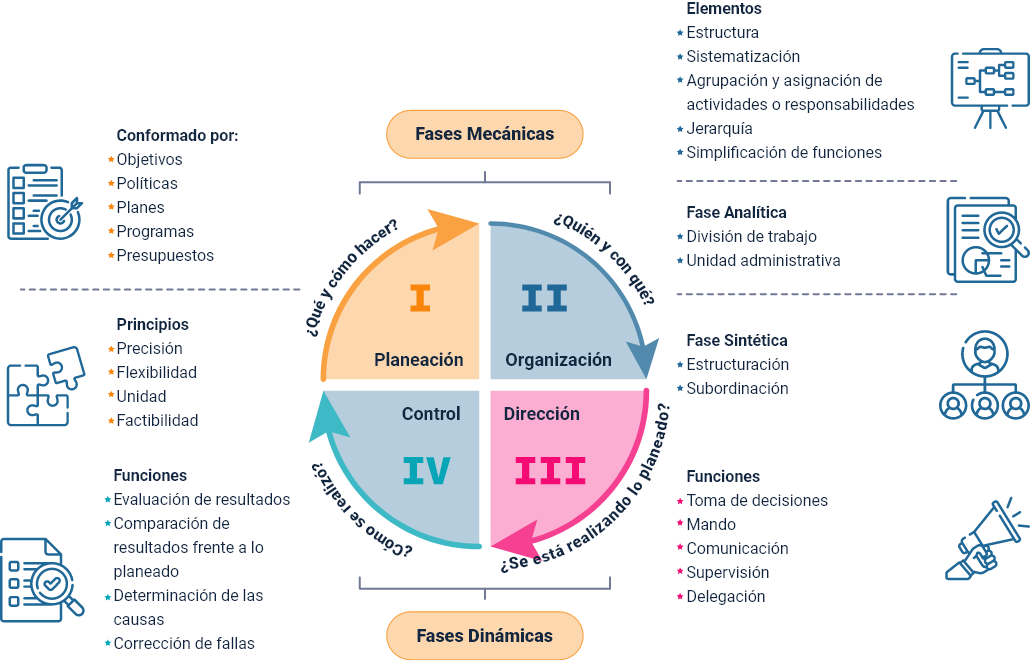 Fases Mecánicas
Conformado por:
Objetivos
Políticas
Planes
Programas
Presupuestos
Principios
Precisión
Flexibilidad
Unidad
Factibilidad
¿Qué y cómo hacer?
I
Planeación
¿Quién y con qué?
II
Organización
Elementos
Estructura
Sistematización
Agrupación y asignación de
actividades o responsabilidades
Jerarquía
Simplificación de funciones
Fase Analítica
División de trabajo
Unidad administrativa
Fase Sintética
Estructuración
Subordinación
Dirección
III
¿Se está realizando lo planeado?
Funciones
Toma de decisiones
Mando
Comunicación
Supervisión
Delegación
Control
IV
¿Cómo se realizo?
Funciones
Evaluación de resultados
Comparación de
resultados frente a lo
planeado
Determinación de las
causas
Corrección de fallas
Fases Dinámicas